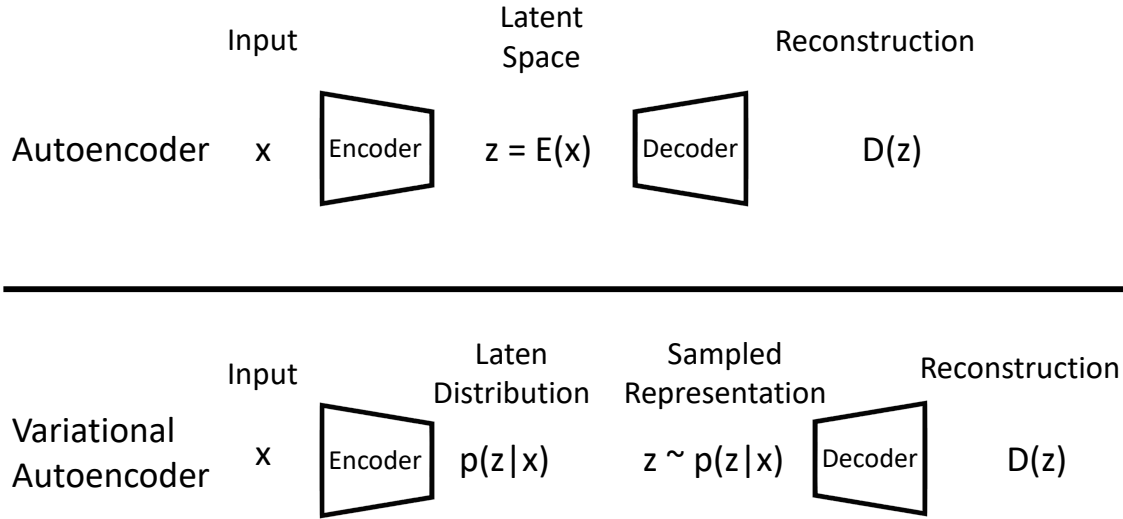 Input
Latent
Space
Reconstruction
Autoencoder
x
Encoder
z = E(x)
Decoder
D(z)
Input
Laten
Distribution
Sampled
Representation
Reconstruction
Variational
Autoencoder
x
Encoder
p(z|x)
z ~ p(z|x)
Decoder
D(z)